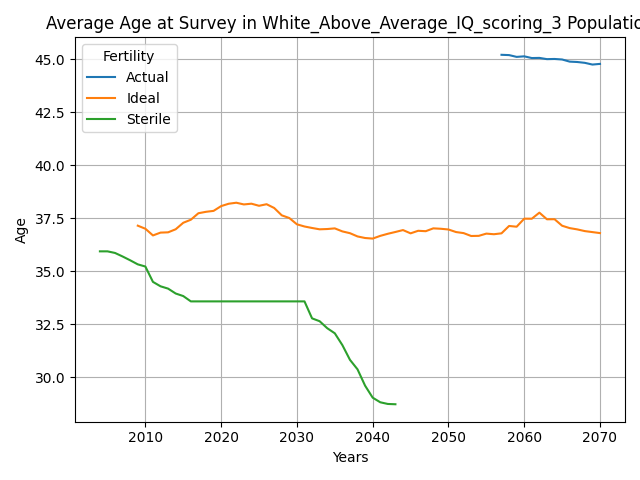 Average Age at Survey in White_Above_Average_IQ_scoring_3 Populatio
Fertility
Actual
Ideal
Sterile
45.0
42.5
40.0
37.5
35.0
32.5
30.0
Age
2010 2020 2030 2040 2050 2060 2070
Years